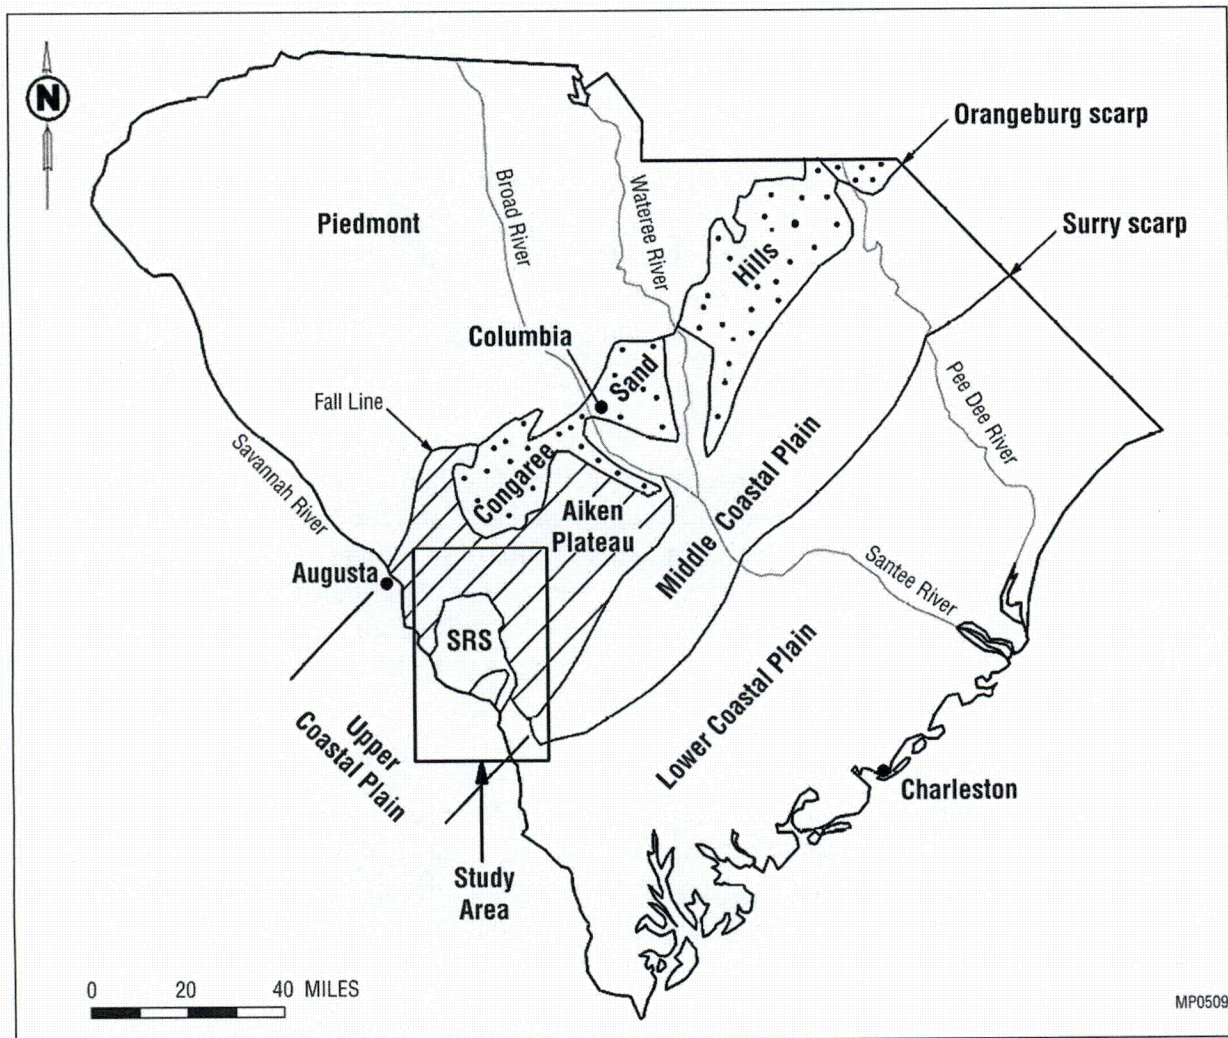 N
Orangeburg scarp
Surry scarp
Piedmont
Broad River
Wateree River
Hills
Columbia
Sand
Fall Line
Pee Dee River
Savannah River
Congaree
Aiken
Plateau
Middle Coastal Plain
Augusta
Santee River
SRS
Lower Coastal Plain
Upper
Coastal Plain
Charleston
Study
Area
0 20 40 MILES
MP0509